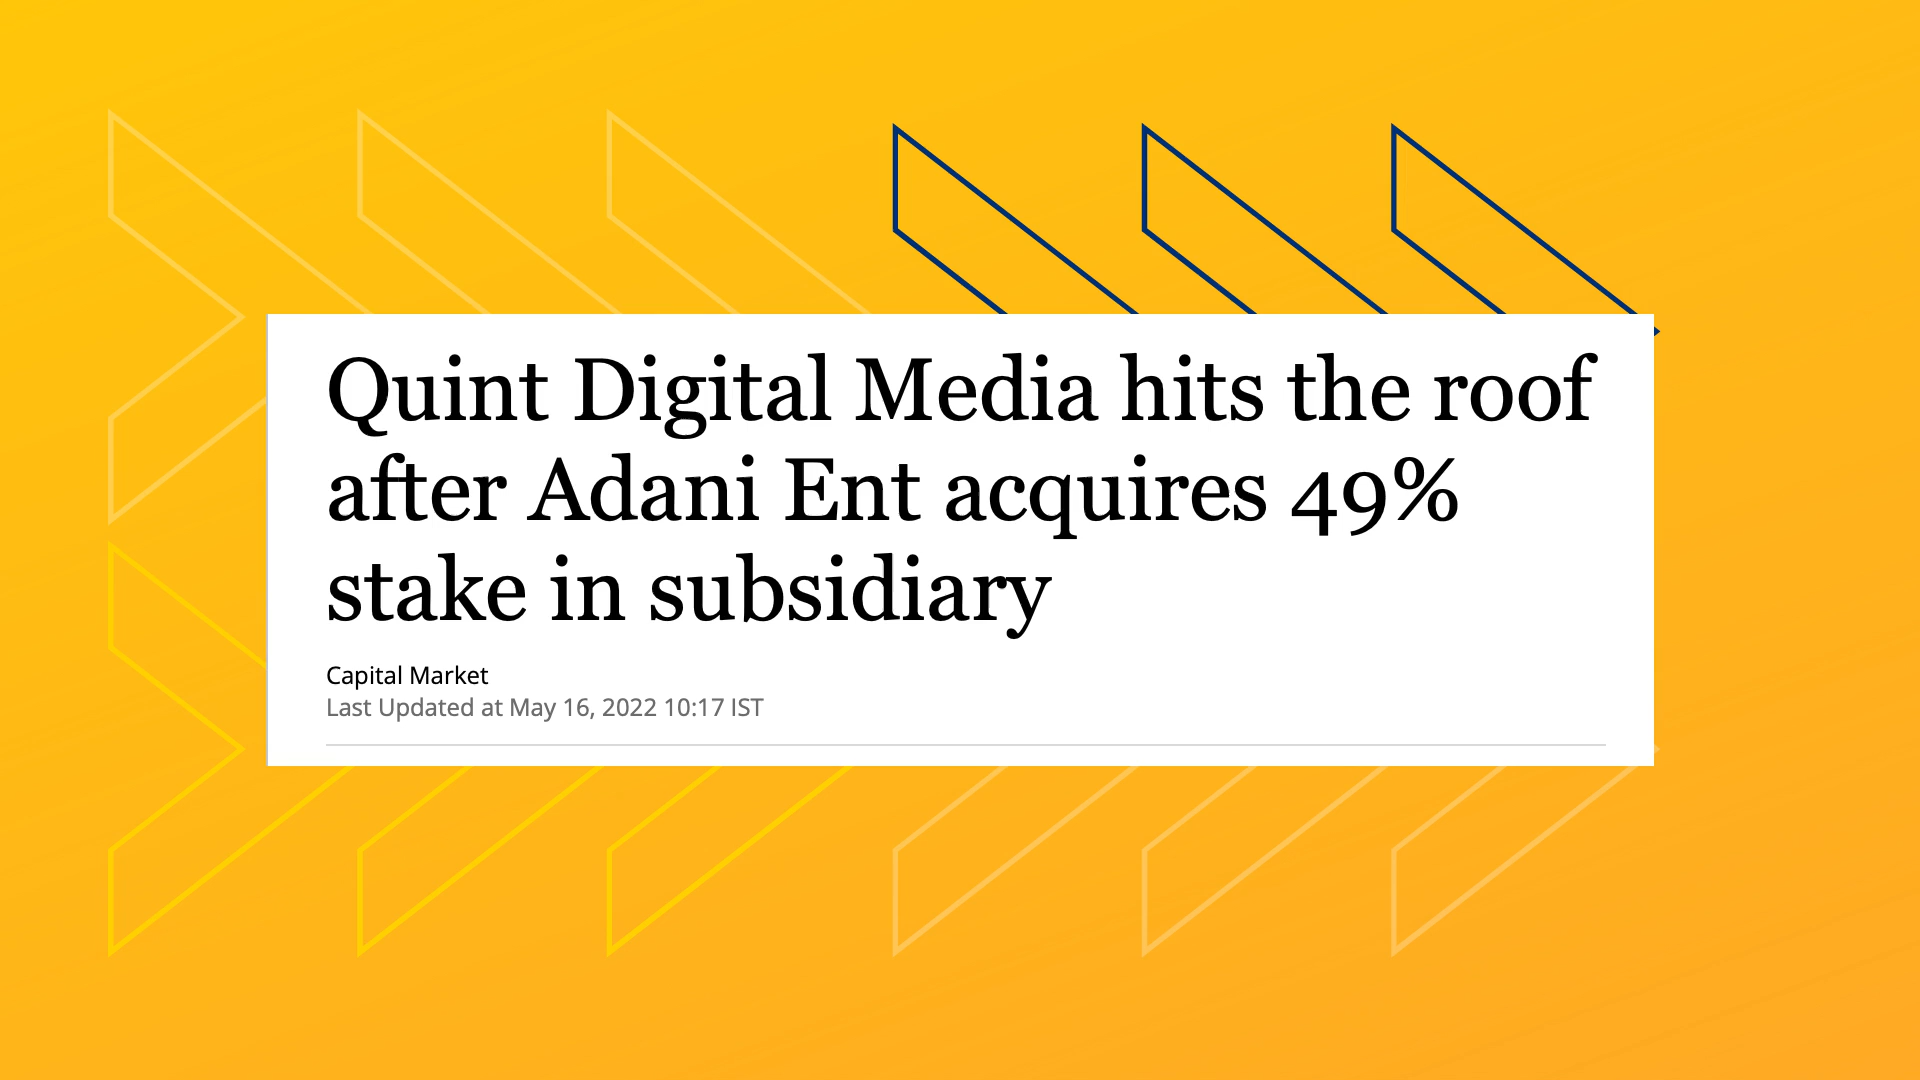 Quint Digital Media hits the roof
after Adani Ent acquires 49%
stake in subsidiary
Capital Market
Last Updated at May 16, 2022 10:17 IST